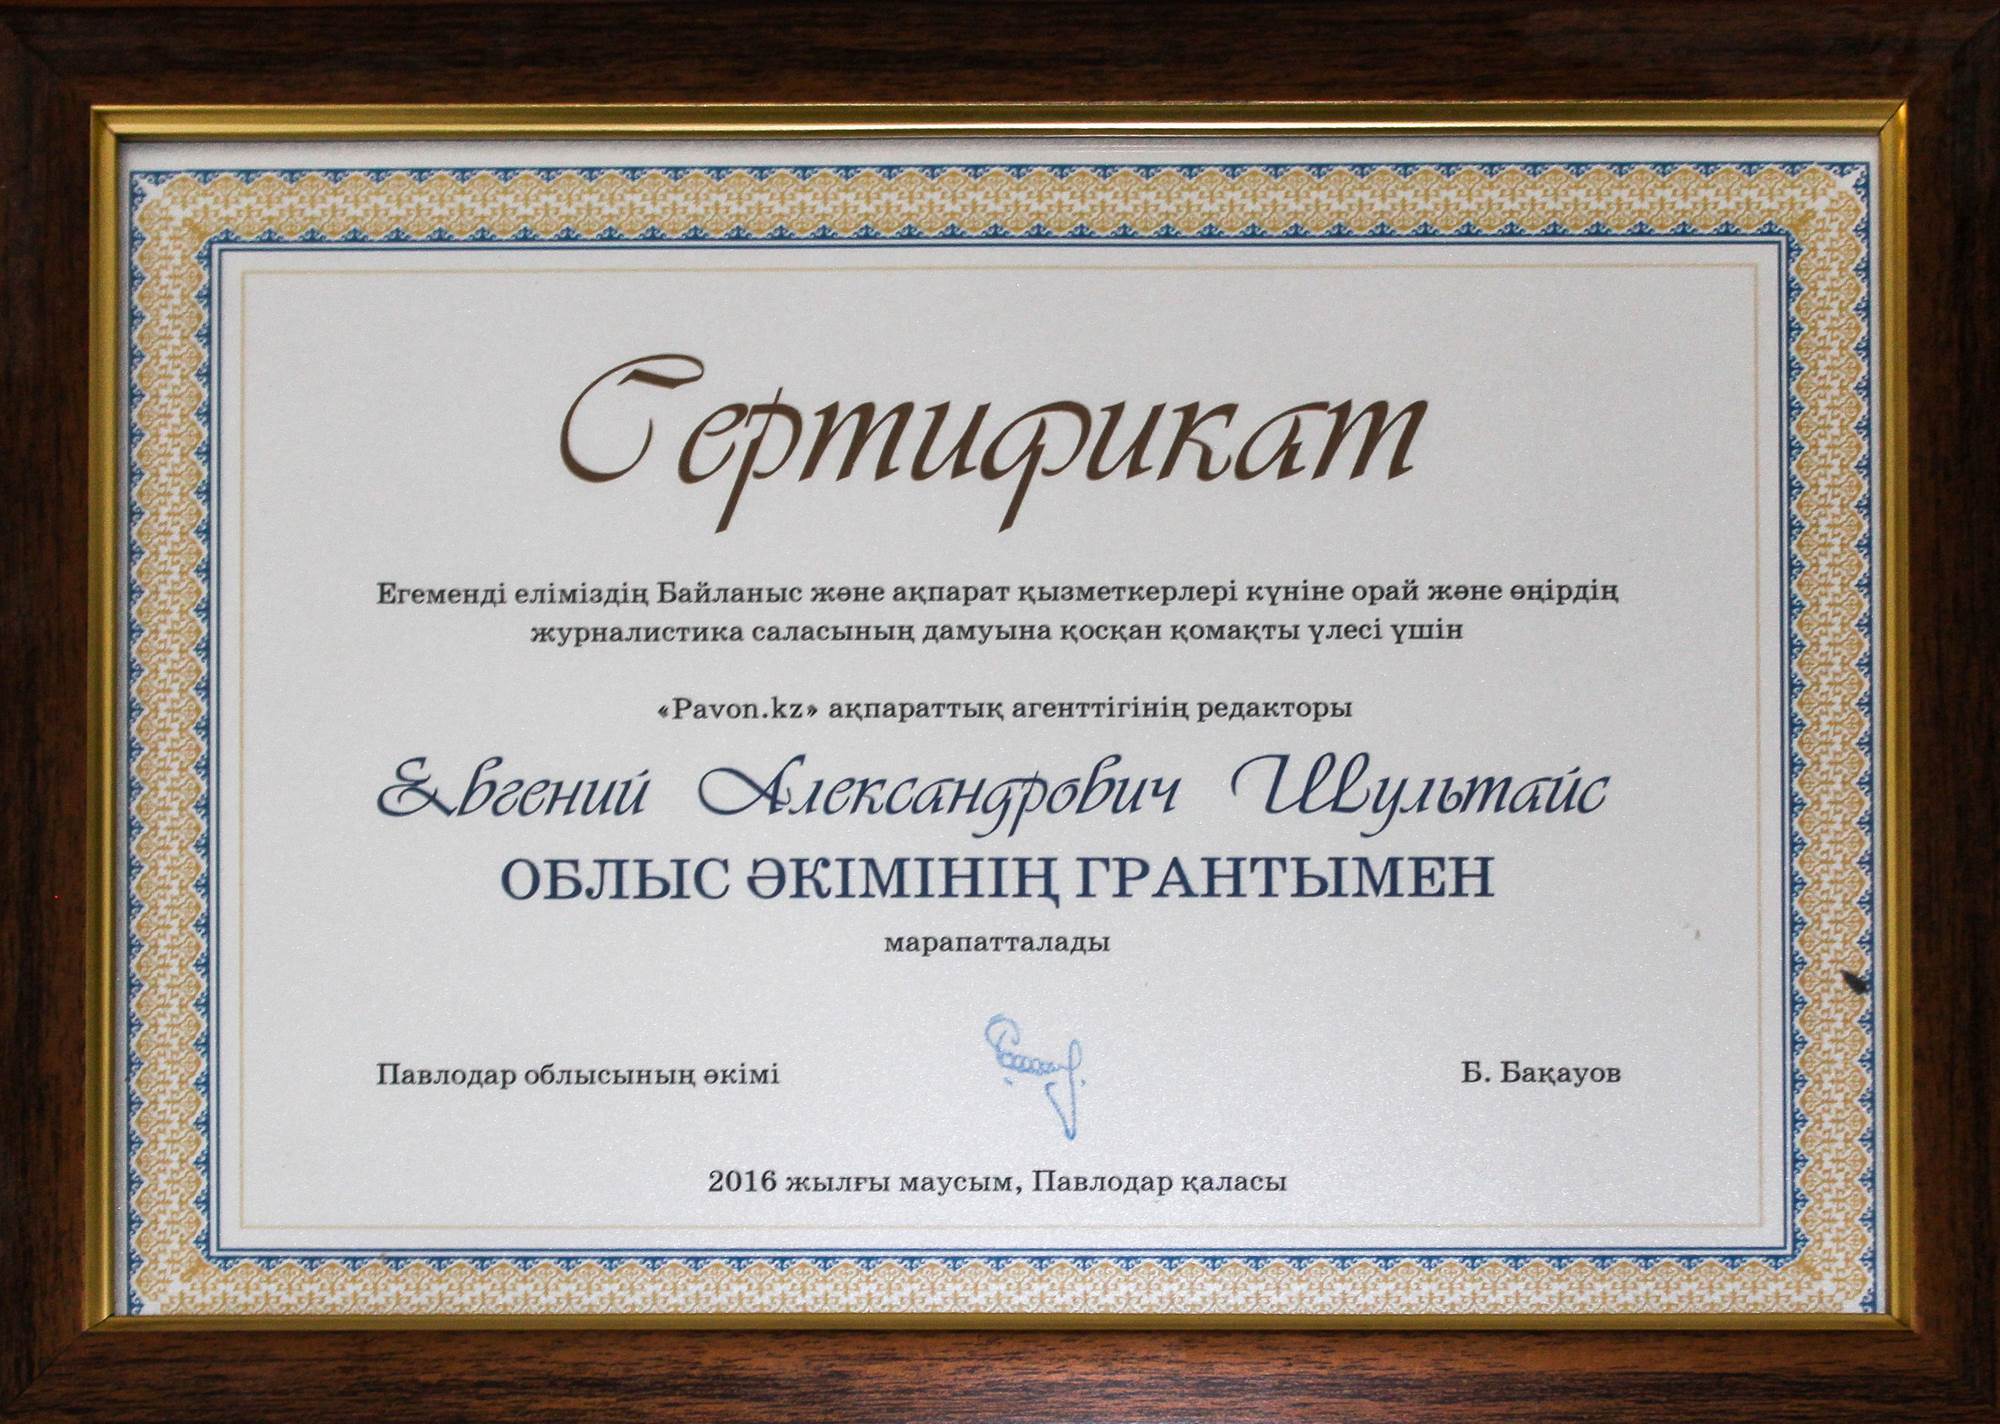 Сертификат
Егеменді еліміздің Байланыс және ақпарат қызметкерлері күніне орай және өңірдің
журналистика саласының дамуына қосқан қомақты үлесі үшін
«Pavon.kz» ақпараттық агенттігінің редакторы
Евгений Александрович Шультайс
ОБЛЫС ӘКІМІНІҢ ГРАНТЫМЕН
марапатталады
Павлодар облысының әкімі
Б. Бақауов
2016 жылғы маусым, Павлодар қаласы